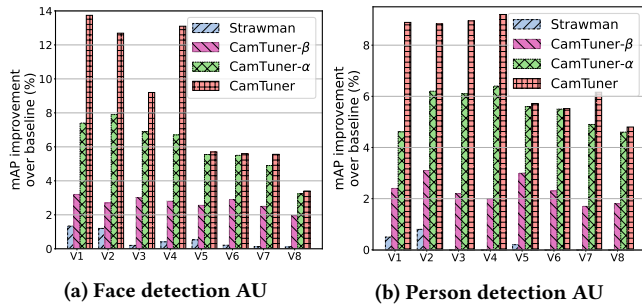 mAP improvement
over baseline (%)
14
12
10
8
6
4
2
0
V1 V2 V3 V4 V5 V6 V7 V8
Strawman
CamTuner-β
CamTuner-α
CamTuner
(a) Face detection AU
mAP improvement
over baseline (%)
8
6
4
2
0
V1 V2 V3 V4 V5 V6 V7 V8
Strawman
CamTuner-β
CamTuner-α
CamTuner
(b) Person detection AU